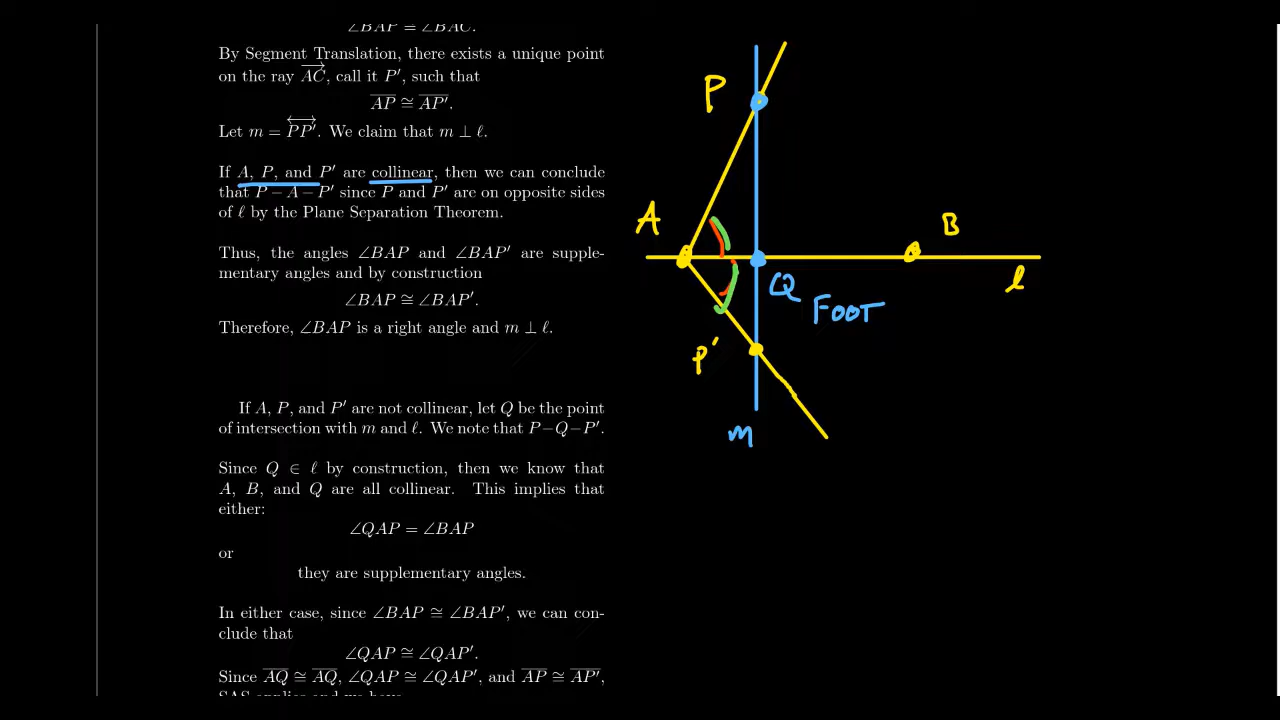 ∠BAP ≅ ∠BAC.
By Segment Translation, there exists a unique point
on the ray AC, call it P′, such that
AP ≅ AP′.
Let m = PP′. We claim that m ⊥ ℓ.
If A, P, and P′ are collinear, then we can conclude
that P − A − P′ since P and P′ are on opposite sides
of ℓ by the Plane Separation Theorem.
Thus, the angles ∠BAP and ∠BAP′ are supple-
mentary angles and by construction
∠BAP ≅ ∠BAP′.
Therefore, ∠BAP is a right angle and m ⊥ ℓ.
If A, P, and P′ are not collinear, let Q be the point
of intersection with m and ℓ. We note that P−Q−P′.
Since Q ∈ ℓ by construction, then we know that
A, B, and Q are all collinear. This implies that
either:
∠QAP = ∠BAP
or
they are supplementary angles.
In either case, since ∠BAP ≅ ∠BAP′, we can con-
clude that
∠QAP ≅ ∠QAP′.
Since AQ ≅ AQ, ∠QAP ≅ ∠QAP′, and AP ≅ AP′,
SAS applies and we have
P
A
B
Q
ℓ
FOOT
P′
m